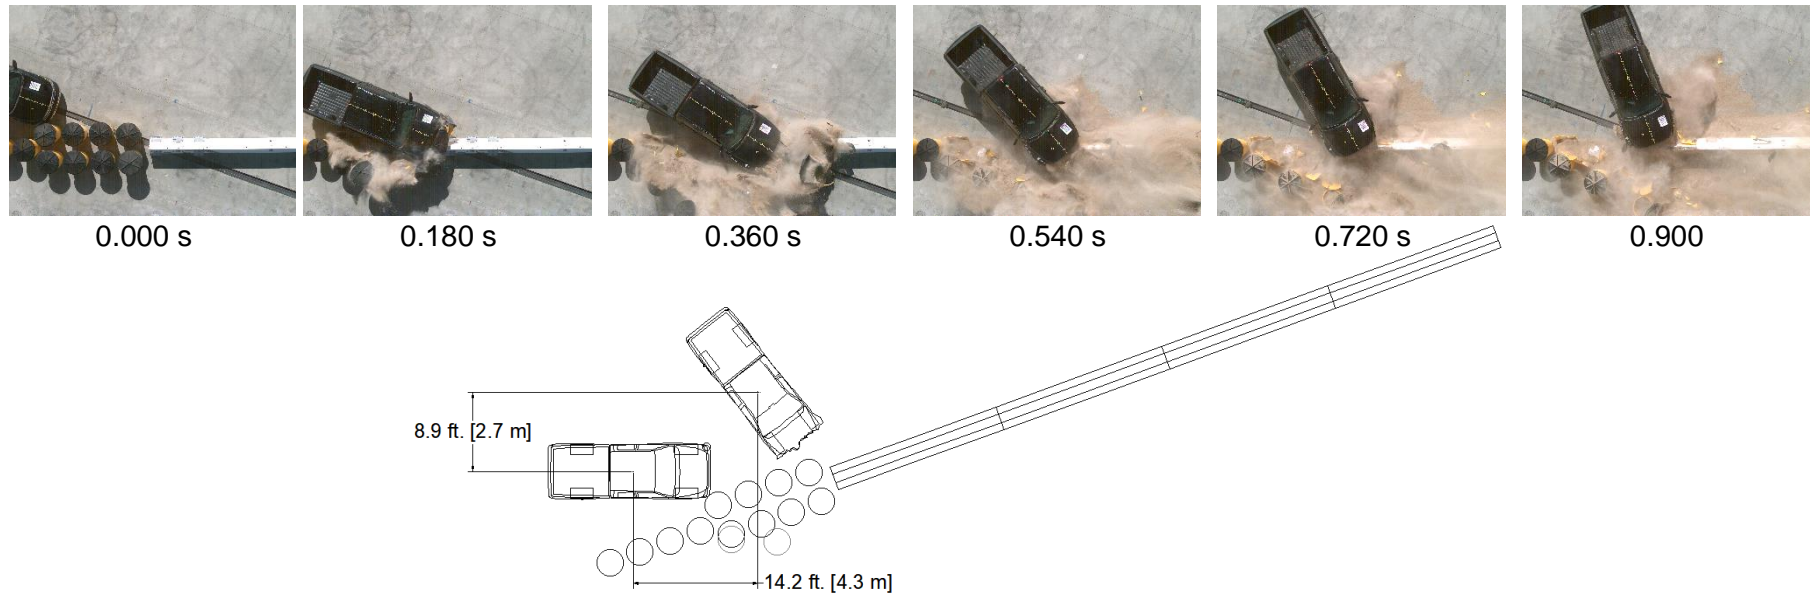 0.000 s
0.180 s
0.360 s
0.540 s
0.720 s
0.900
8.9 ft. [2.7 m]
14.2 ft. [4.3 m]